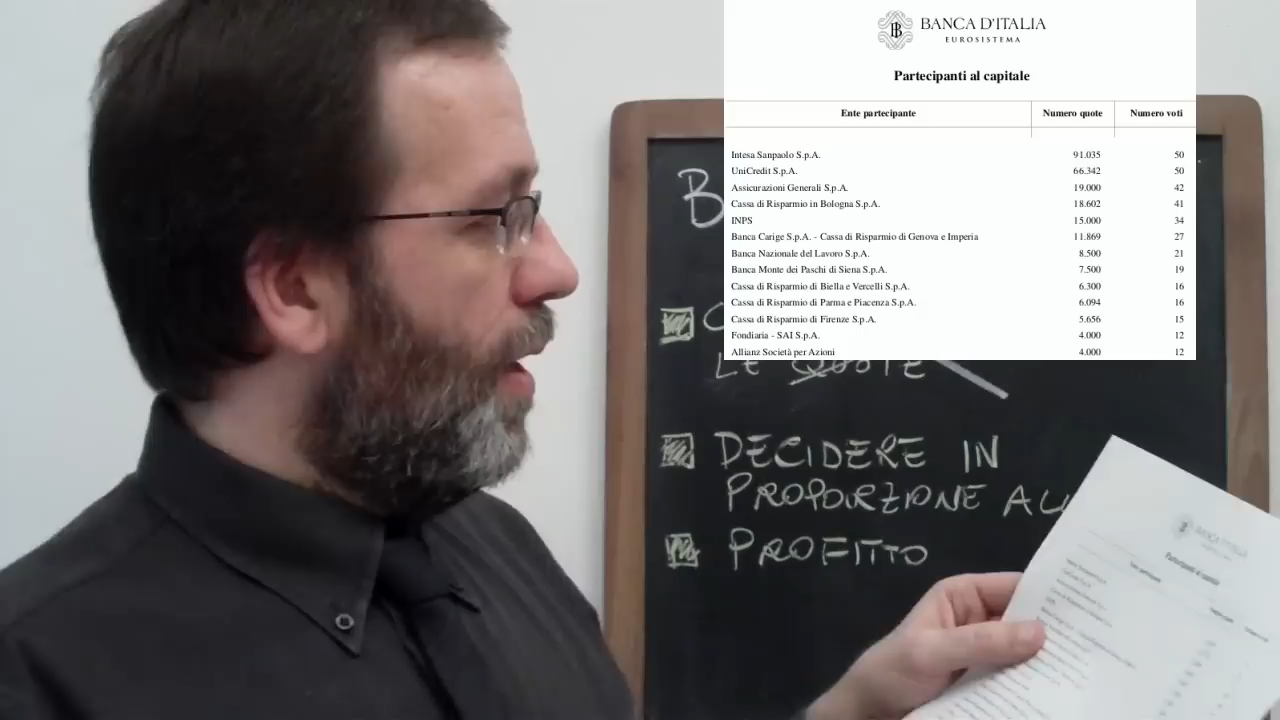 BANCA D'ITALIA
EUROSISTEMA
Partecipanti al capitale
Ente partecipante Numero quote Numero voti
Intesa Sanpaolo S.p.A. 91.035 50
UniCredit S.p.A. 66.342 50
Assicurazioni Generali S.p.A. 19.000 42
Cassa di Risparmio in Bologna S.p.A. 18.602 41
INPS 15.000 34
Banca Carige S.p.A. - Cassa di Risparmio di Genova e Imperia 11.869 27
Banca Nazionale del Lavoro S.p.A. 8.500 21
Banca Monte dei Paschi di Siena S.p.A. 7.500 19
Cassa di Risparmio di Biella e Vercelli S.p.A. 6.300 16
Cassa di Risparmio di Parma e Piacenza S.p.A. 6.094 16
Cassa di Risparmio di Firenze S.p.A. 5.656 15
Fondiaria - SAI S.p.A. 4.000 12
Allianz Società per Azioni 4.000 12
LE QUOTE
DECIDERE IN
PROPORZIONE
PROFITTO
BANCA D'ITALIA
Partecipanti al capitale